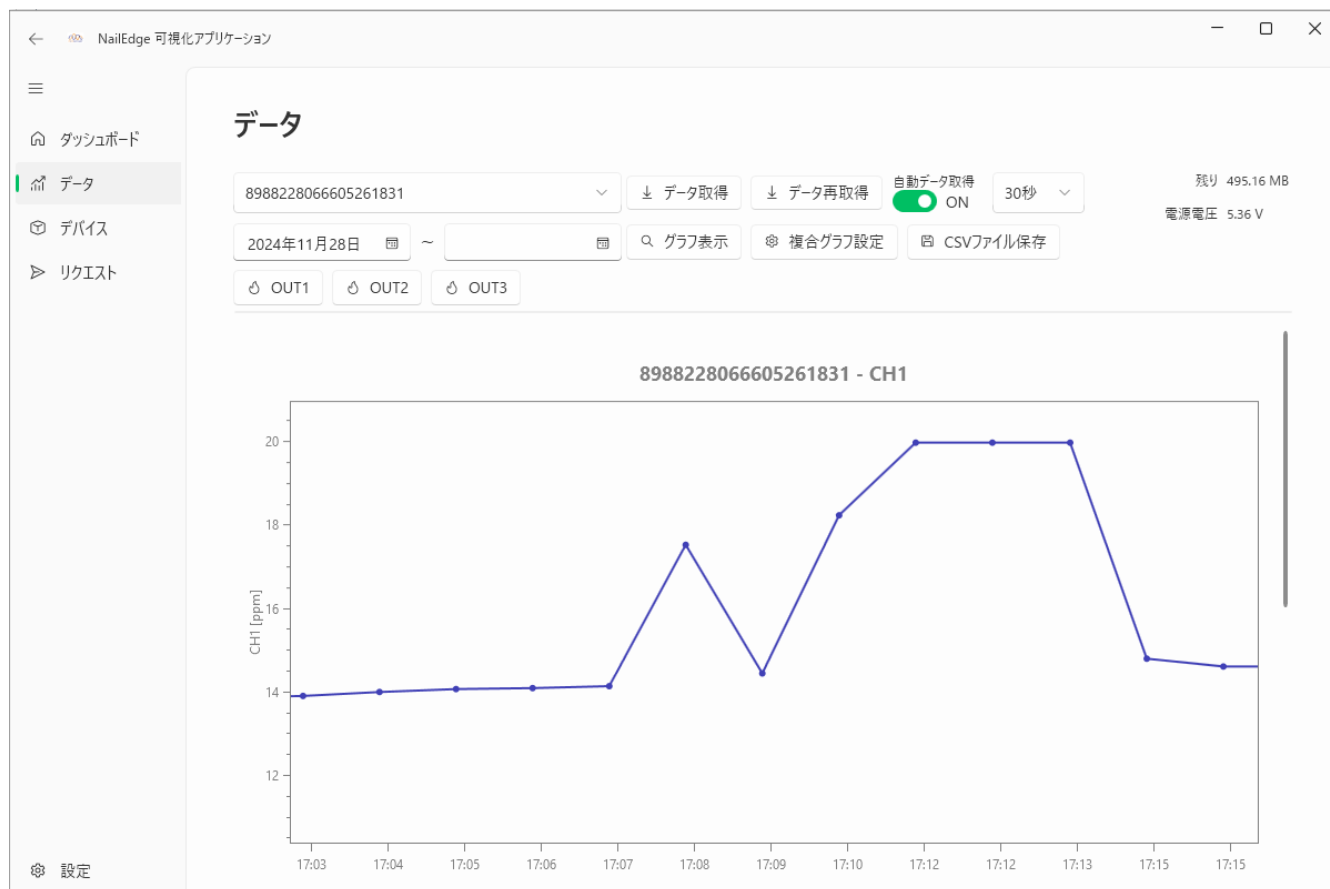 NailEdge 可視化アプリケーション
ダッシュボード
データ
デバイス
リクエスト
設定
データ
8988228066605261831
データ取得
データ再取得
自動データ取得
ON
30秒
残り 495.16 MB
電源電圧 5.36 V
2024年11月28日
~
グラフ表示
複合グラフ設定
CSVファイル保存
OUT1
OUT2
OUT3
8988228066605261831 - CH1
CH1 [ppm]
20
18
16
14
12
17:03 17:04 17:05 17:06 17:07 17:08 17:09 17:10 17:12 17:12 17:13 17:15 17:15